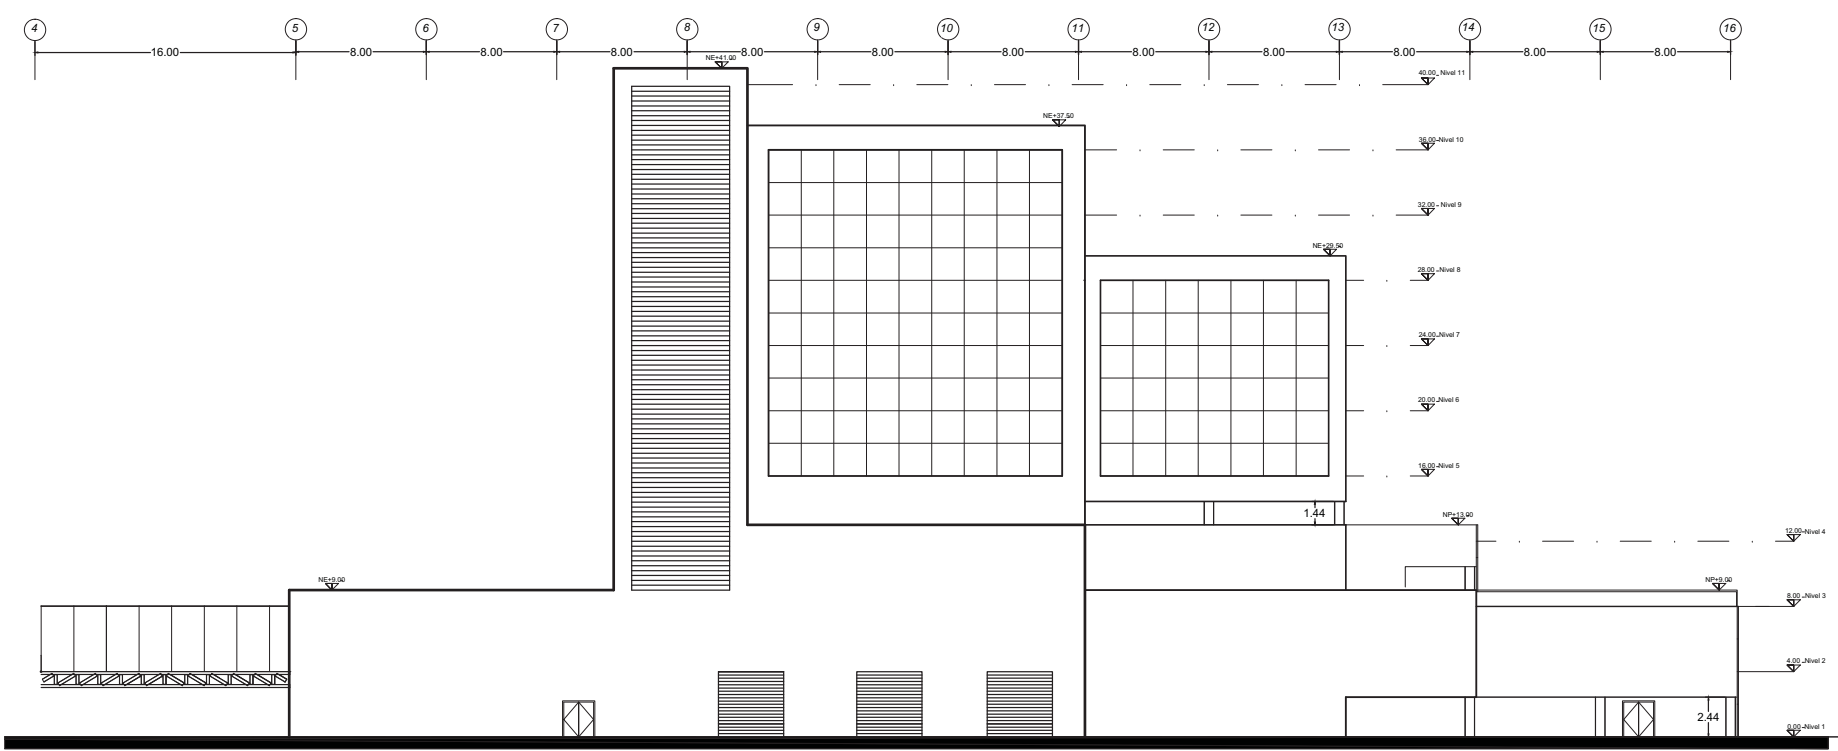 4 5 6 7 8 9 10 11 12 13 14 15 16
16.00 8.00 8.00 8.00 8.00 8.00 8.00 8.00 8.00 8.00 8.00 8.00
NE+41.00
40.00 Nivel 11
NE+37.50
36.00 Nivel 10
32.00 Nivel 9
NE+29.50
28.00 Nivel 8
24.00 Nivel 7
20.00 Nivel 6
16.00 Nivel 5
1.44
NP+13.00
12.00 Nivel 4
NE+9.00
NP+9.00
8.00 Nivel 3
4.00 Nivel 2
2.44
0.00 Nivel 1